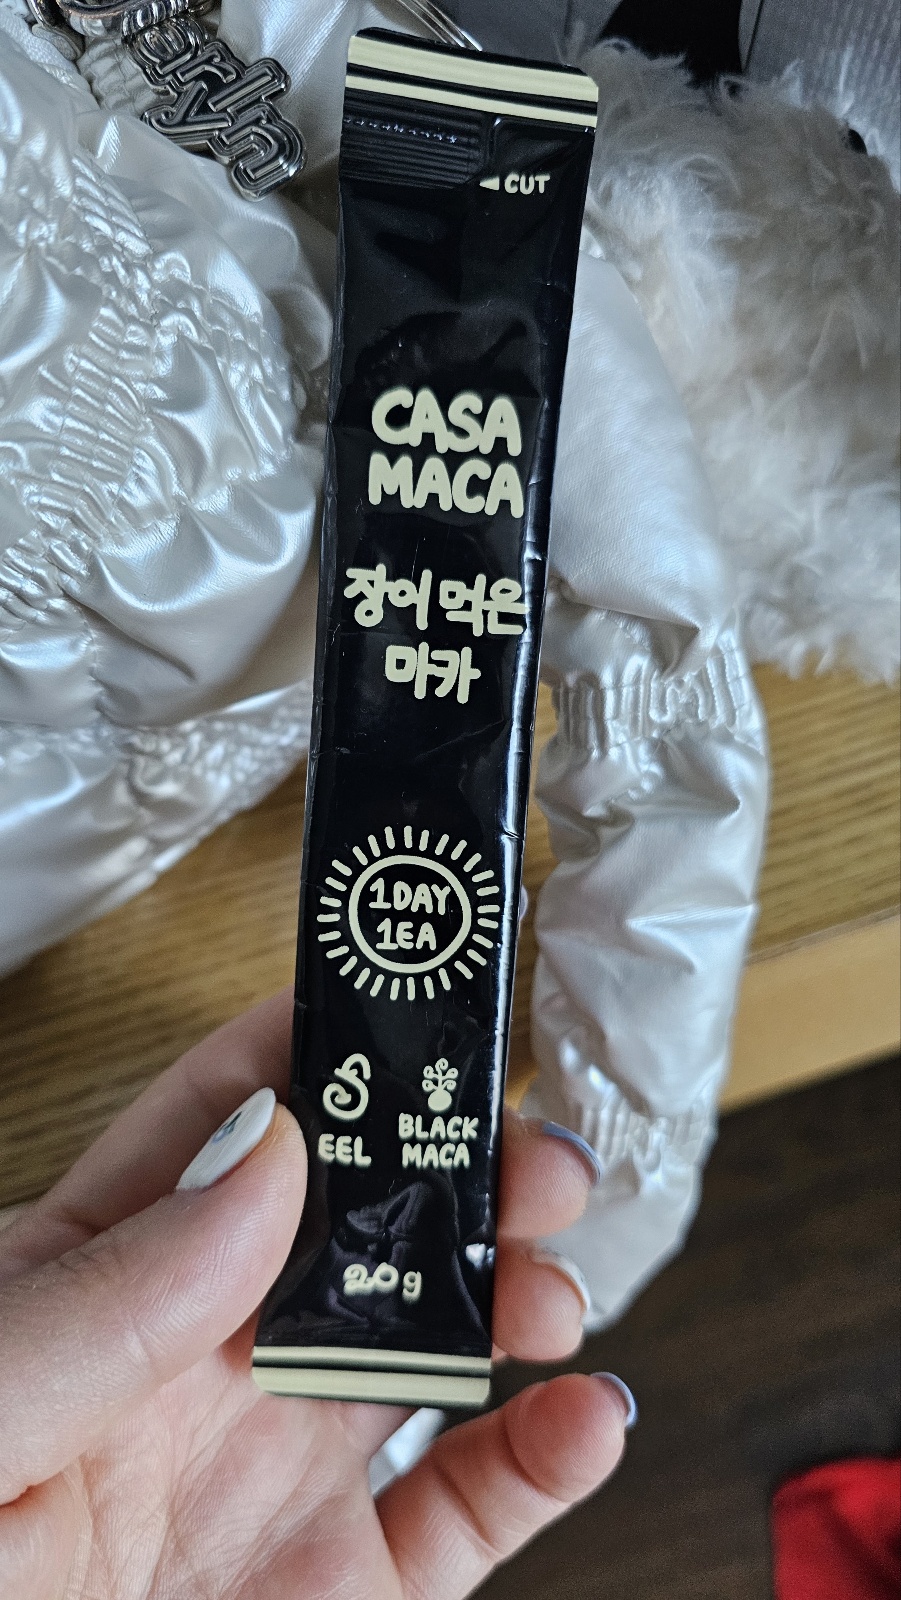 CUT
CASA
MACA
장어 먹은
마카
1DAY
1EA
EEL
BLACK
MACA
20g